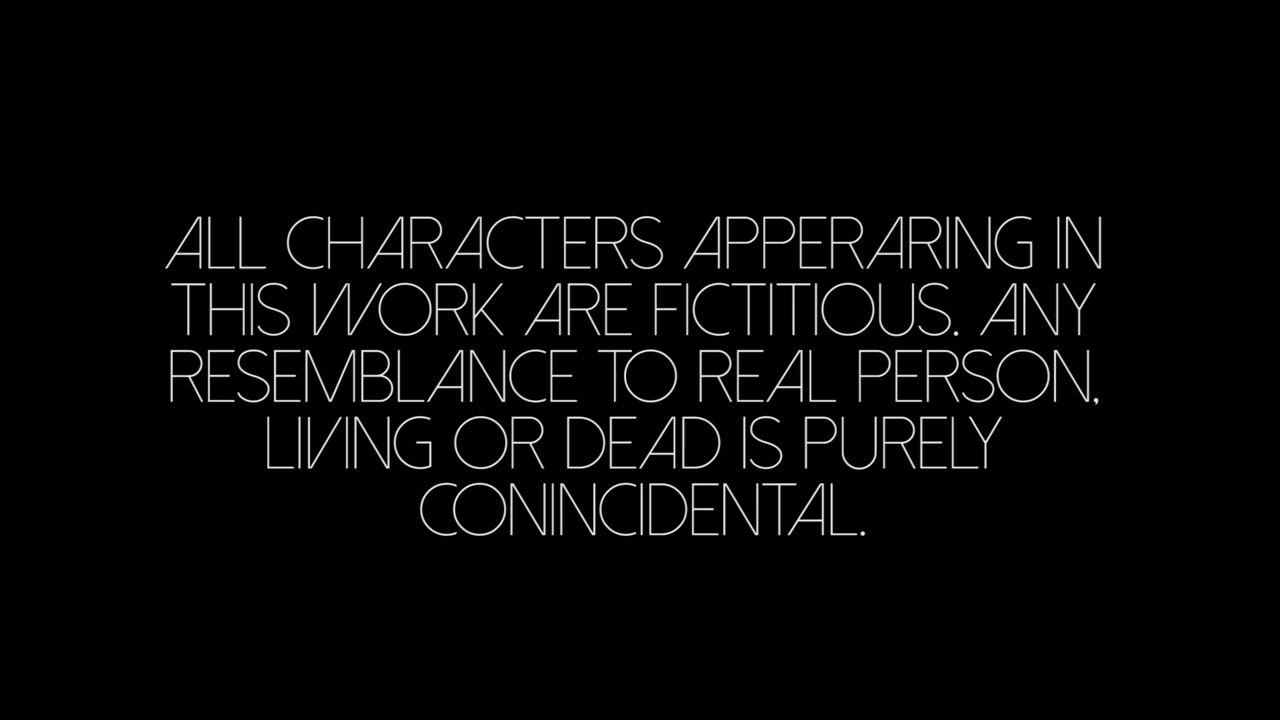 ALL CHARACTERS APPERARING IN
THIS WORK ARE FICTITIOUS. ANY
RESEMBLANCE TO REAL PERSON,
LIVING OR DEAD IS PURELY
CONINCIDENTAL.